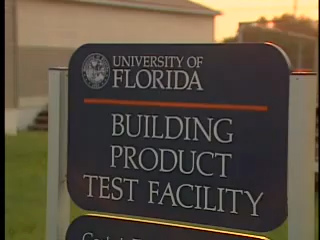 UNIVERSITY OF
FLORIDA
BUILDING
PRODUCT
TEST FACILITY